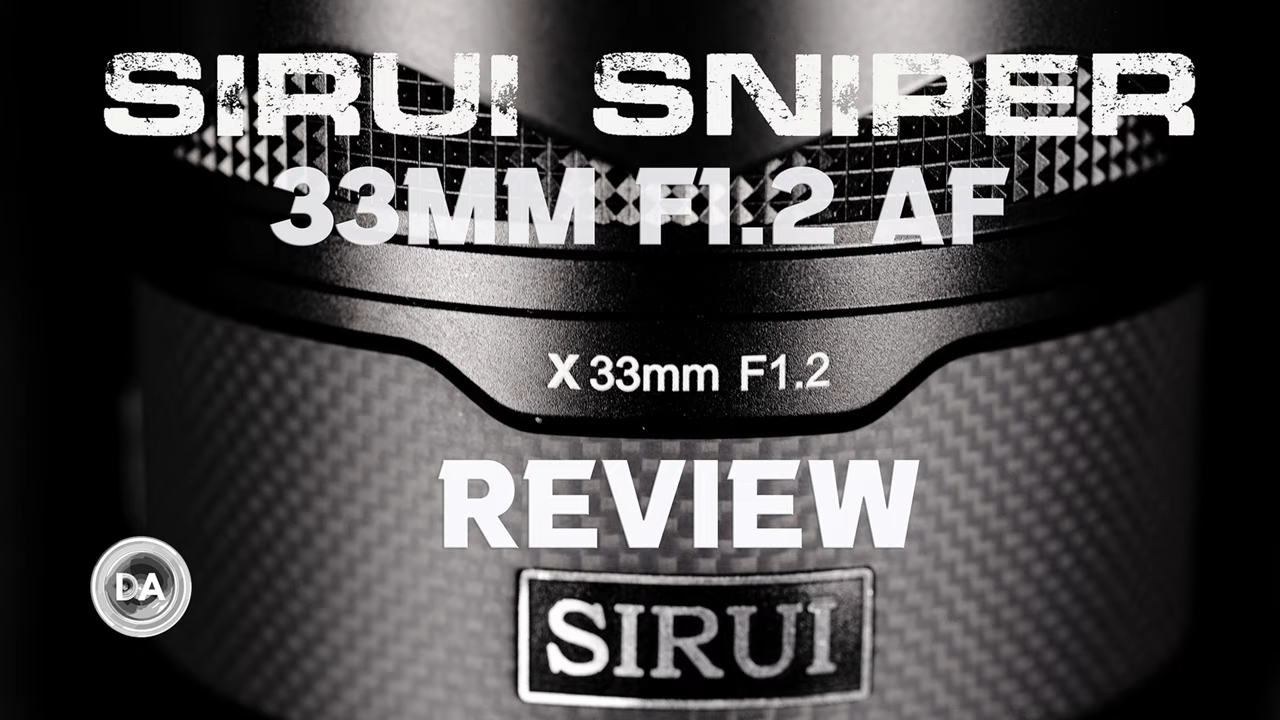 SIRUI SNIPER
33MM F1.2 AF
X 33mm F1.2
REVIEW
DA
SIRUI